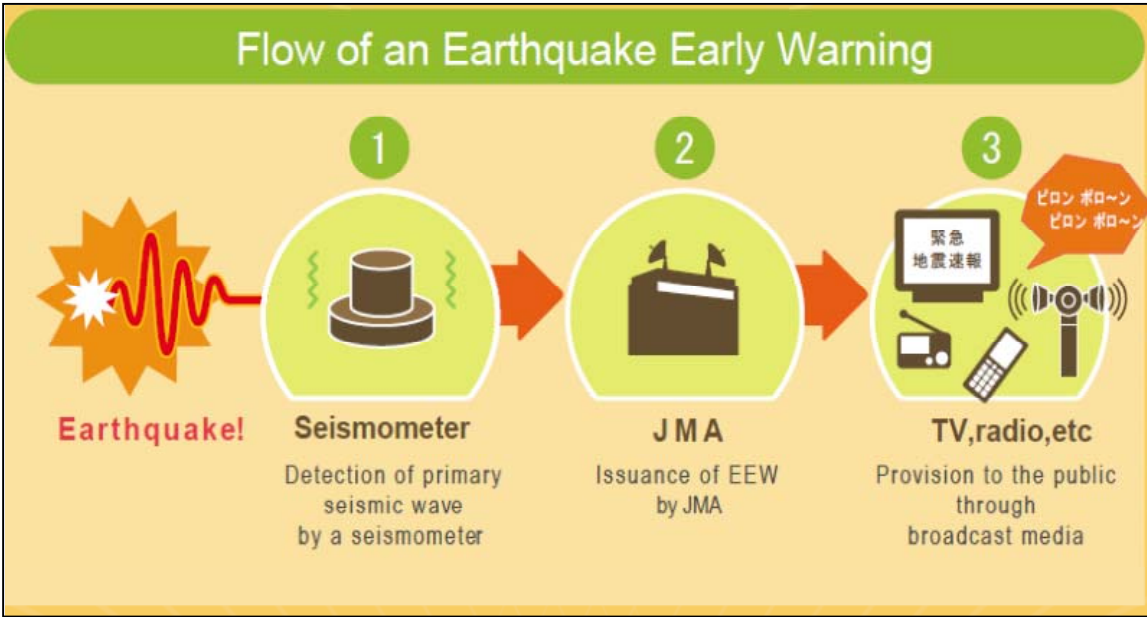 Flow of an Earthquake Early Warning
1
2
3
ピロン ポロ～ン
ピロン ポロ～ン
緊急
地震速報
Earthquake!
Seismometer
Detection of primary
seismic wave
by a seismometer
JMA
Issuance of EEW
by JMA
TV,radio,etc
Provision to the public
through
broadcast media